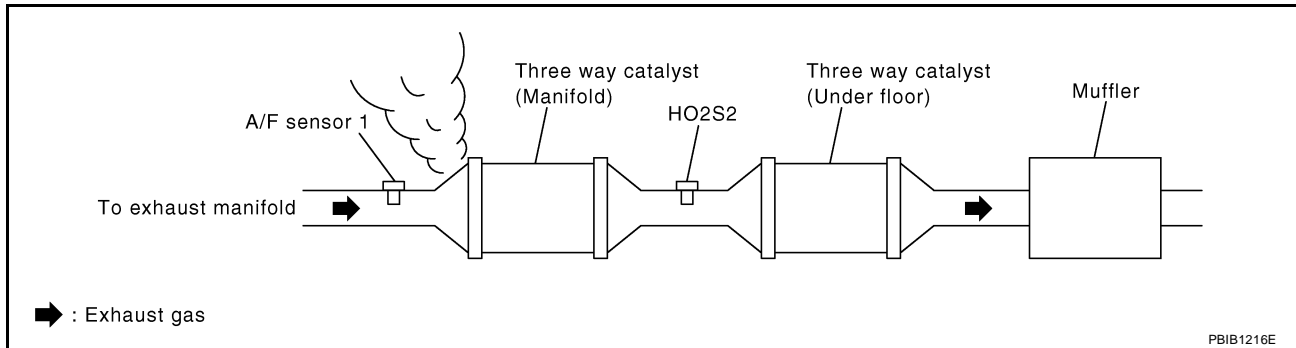 Three way catalyst
(Manifold)
Three way catalyst
(Under floor)
Muffler
A/F sensor 1
HO2S2
To exhaust manifold
: Exhaust gas
PBIB1216E